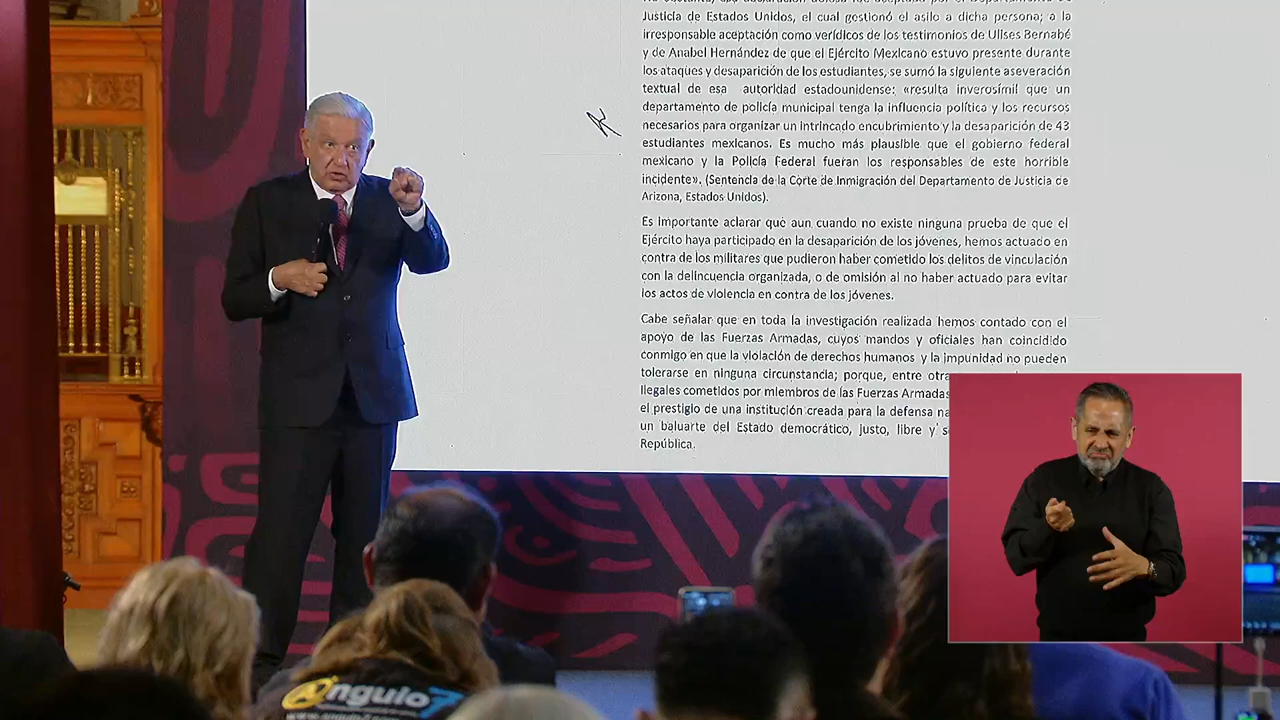 Justicia de Estados Unidos, el cual gestionó el asilo a dicha persona; o la
irresponsable aceptación como verídicos de los testimonios de Ulises Bernabé
y de Anabel Hernández de que el Ejército Mexicano estuvo presente durante
los ataques y desaparición de los estudiantes, se sumó la siguiente aseveración
textual de esa autoridad estadounidense: «resulta inverosímil que un
departamento de policía municipal tenga la influencia política y los recursos
necesarios para organizar un intrincado encubrimiento y la desaparición de 43
estudiantes mexicanos. Es mucho más plausible que el gobierno federal
mexicano y la Policía Federal fueran los responsables de este horrible
incidente». (Sentencia de la Corte de Inmigración del Departamento de Justicia de
Arizona, Estados Unidos).
Es importante aclarar que aun cuando no existe ninguna prueba de que el
Ejército haya participado en la desaparición de los jóvenes, hemos actuado en
contra de los militares que pudieron haber cometido los delitos de vinculación
con la delincuencia organizada, o de omisión al no haber actuado para evitar
los actos de violencia en contra de los jóvenes.
Cabe señalar que en toda la investigación realizada hemos contado con el
apoyo de las Fuerzas Armadas, cuyos mandos y oficiales han coincidido
conmigo en que la violación de derechos humanos y la impunidad no pueden
tolerarse en ninguna circunstancia; porque, entre otra
ilegales cometidos por miembros de las Fuerzas Armadas
el prestigio de una institución creada para la defensa na
un baluarte del Estado democrático, justo, libre y s
República.
Ángulo7